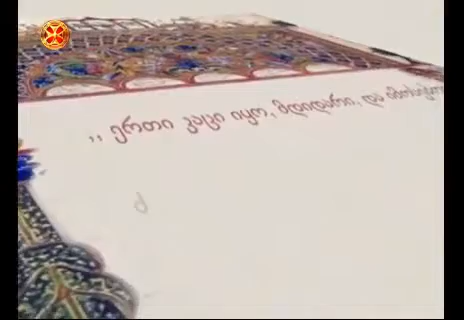 ,, ერთი კაცი იყო, მდიდარი, და